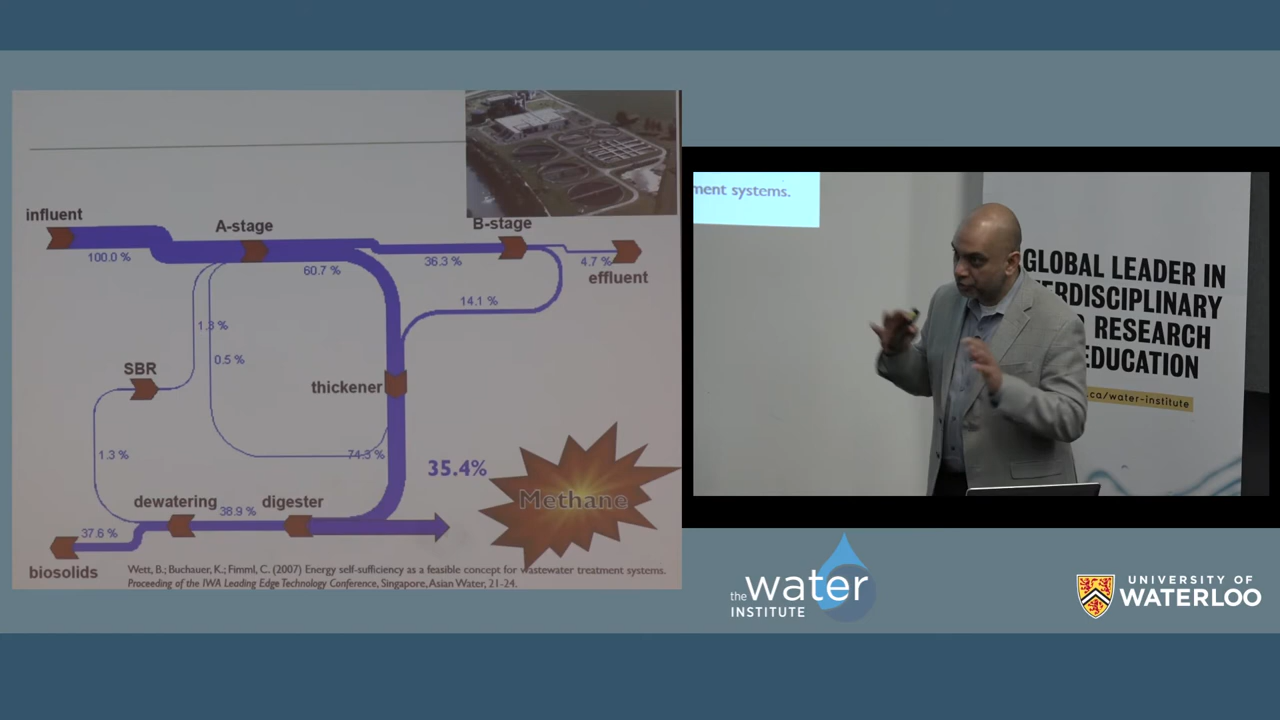 influent
A-stage
B-stage
100.0 %
60.7 %
36.3 %
4.7 %
effluent
14.1 %
1.3 %
0.5 %
SBR
thickener
1.3 %
74.3 %
35.4%
Methane
dewatering
38.9 %
digester
37.6 %
biosolids
Wett, B.; Buchauer, K.; Fimml, C. (2007) Energy self-sufficiency as a feasible concept for wastewater treatment systems.
Proceeding of the IWA Leading Edge Technology Conference, Singapore, Asian Water, 21-24.
ment systems.
GLOBAL LEADER IN
ERDISCIPLINARY
RESEARCH
EDUCATION
.ca/water-institute
the water
INSTITUTE
UNIVERSITY OF
WATERLOO